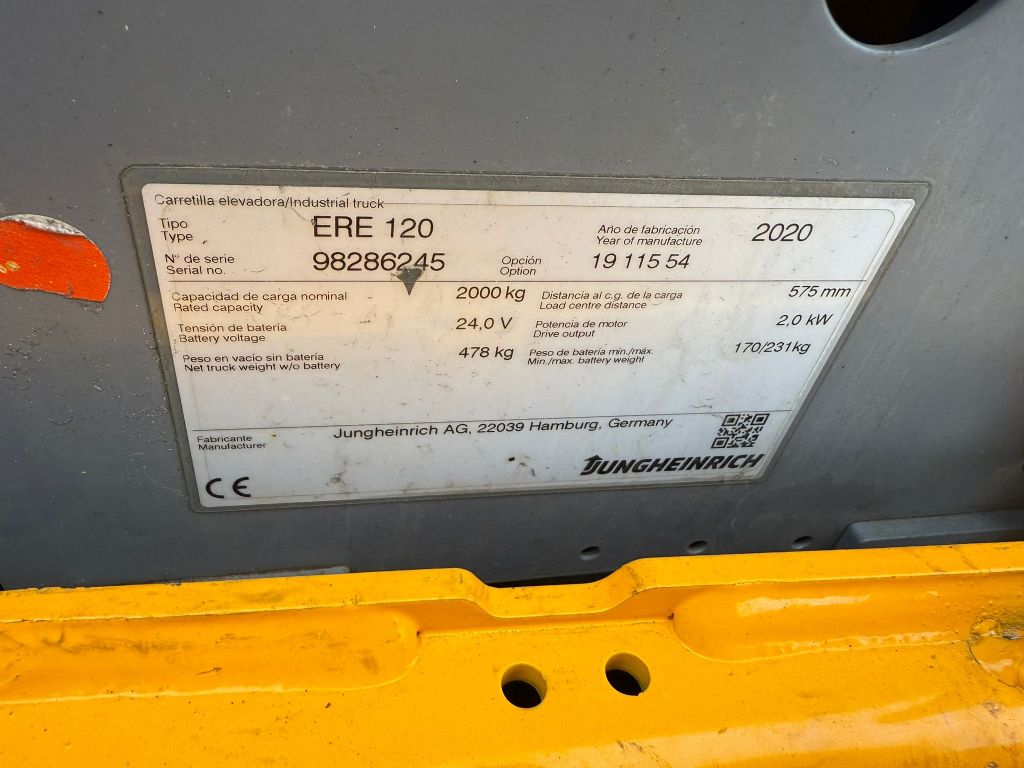 Carretilla elevadora/Industrial truck
Tipo ERE 120 Año de fabricación 2020
Type Year of manufacture
N° de serie 98286245 Opción 19 115 54
Serial no. Option
Capacidad de carga nominal 2000 kg Distancia al c.g. de la carga 575 mm
Rated capacity Load centre distance
Tensión de batería 24,0 V Potencia de motor 2,0 kW
Battery voltage Drive output
Peso en vacío sin batería 478 kg Peso de batería mín./máx. 170/231kg
Net truck weight w/o battery Min./max. battery weight
Fabricante Jungheinrich AG, 22039 Hamburg, Germany
Manufacturer
CE JUNGHEINRICH